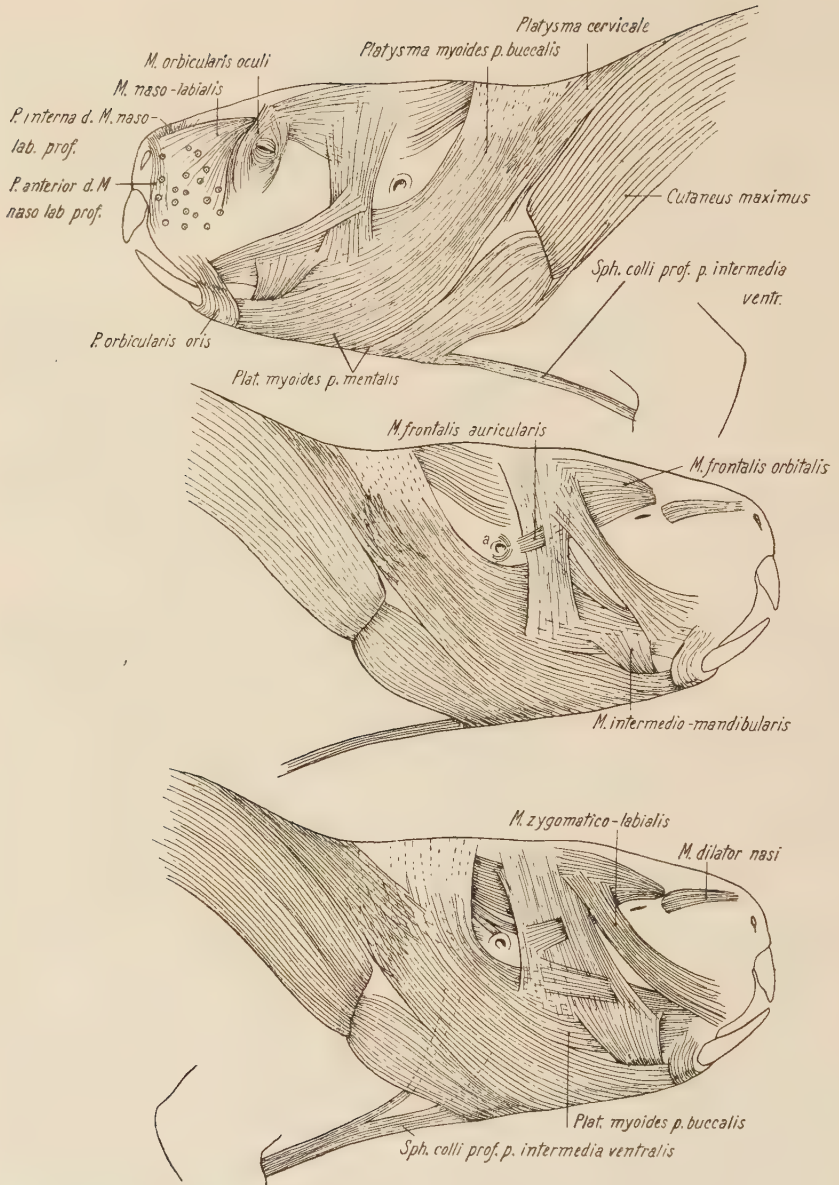 Platysma cervicale
Platysma myoides p. buccalis
M. orbicularis oculi
M. naso-labialis
P. interna d. M. naso-
lab. prof.
P. anterior d. M
naso lab prof.
Cutaneus maximus
Sph. colli prof. p. intermedia
ventr.
P. orbicularis oris
Plat. myoides p. mentalis
M. frontalis auricularis
M. frontalis orbitalis
a
M. intermedio-mandibularis
M. zygomatico-labialis
M. dilator nasi
Plat. myoides p. buccalis
Sph. colli prof. p. intermedia ventralis